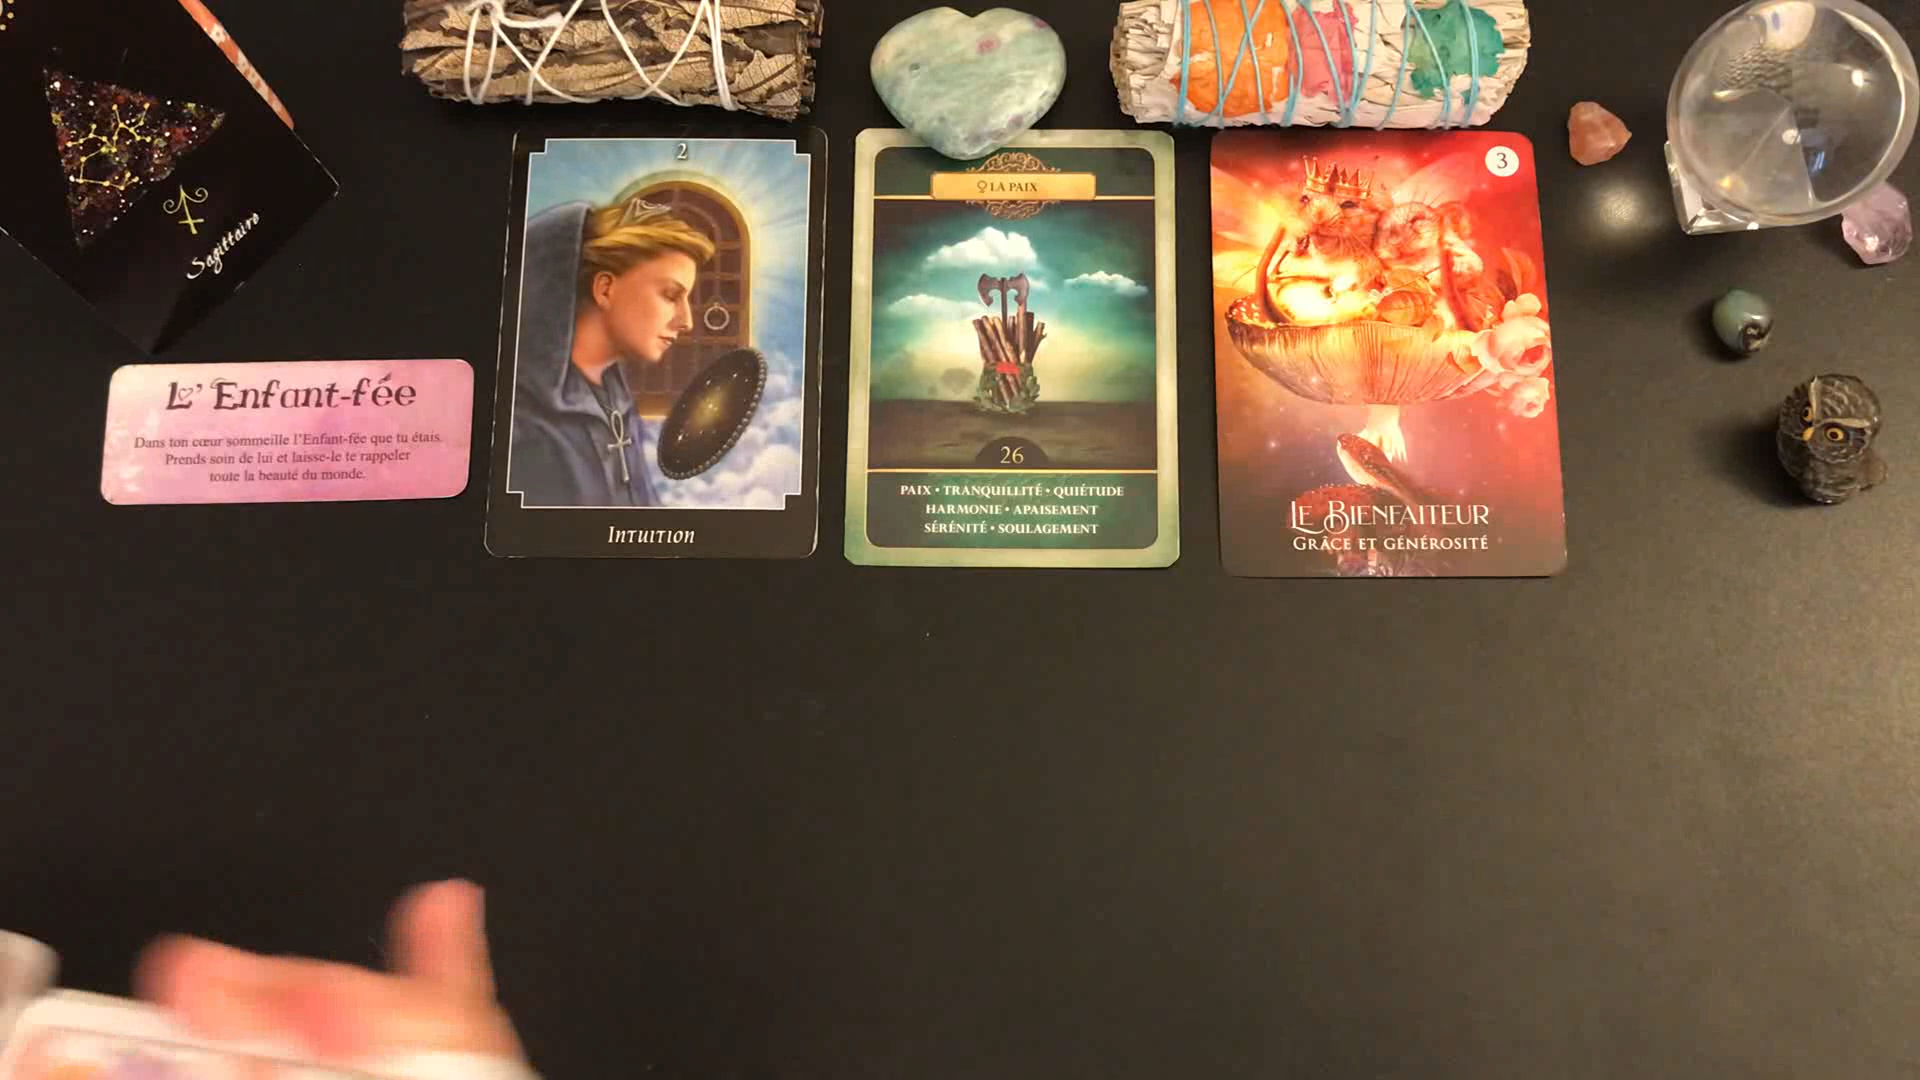 Sagittaire
L'Enfant-fée
Dans ton cœur sommeille l'Enfant-fée que tu étais.
Prends soin de lui et laisse-le te rappeler
toute la beauté du monde.
2
Intuition
♀ LA PAIX
26
PAIX • TRANQUILLITÉ • QUIÉTUDE
HARMONIE • APAISEMENT
SÉRÉNITÉ • SOULAGEMENT
3
LE BIENFAITEUR
GRÂCE ET GÉNÉROSITÉ